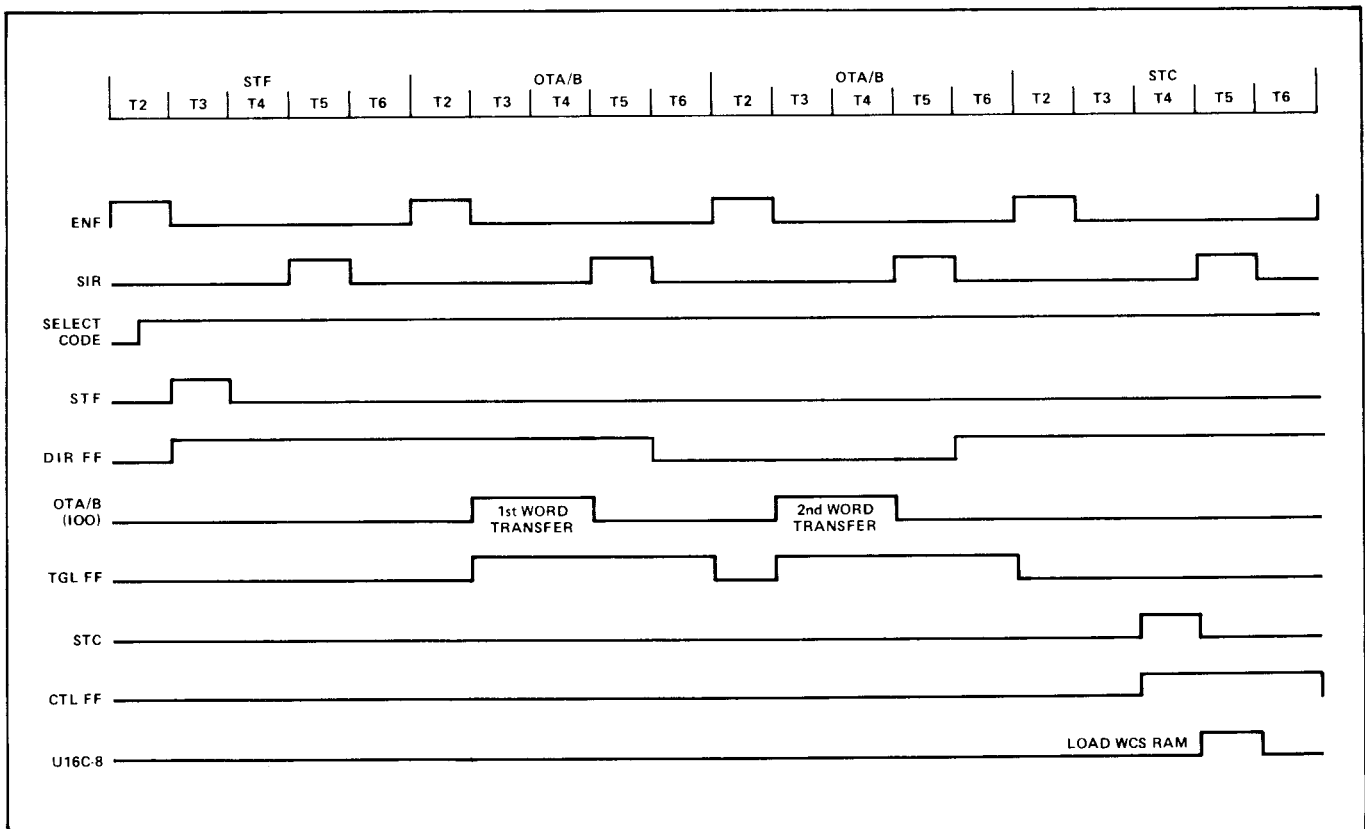 STF OTA/B OTA/B STC
T2 T3 T4 T5 T6 T2 T3 T4 T5 T6 T2 T3 T4 T5 T6 T2 T3 T4 T5 T6
ENF
SIR
SELECT
CODE
STF
DIR FF
OTA/B
(IOO)
1st WORD
TRANSFER
2nd WORD
TRANSFER
TGL FF
STC
CTL FF
LOAD WCS RAM
U16C-8